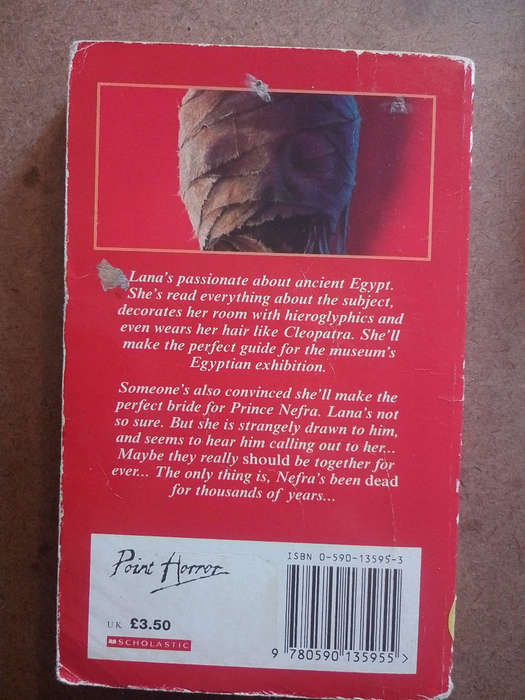 Lana's passionate about ancient Egypt.
She's read everything about the subject,
decorates her room with hieroglyphics and
even wears her hair like Cleopatra. She'll
make the perfect guide for the museum's
Egyptian exhibition.
Someone's also convinced she'll make the
perfect bride for Prince Nefra. Lana's not
so sure. But she is strangely drawn to him,
and seems to hear him calling out to her...
Maybe they really should be together for
ever... The only thing is, Nefra's been dead
for thousands of years...
Point Horror
ISBN 0-590-13595-3
UK £3.50
SCHOLASTIC
9 780590 135955 >